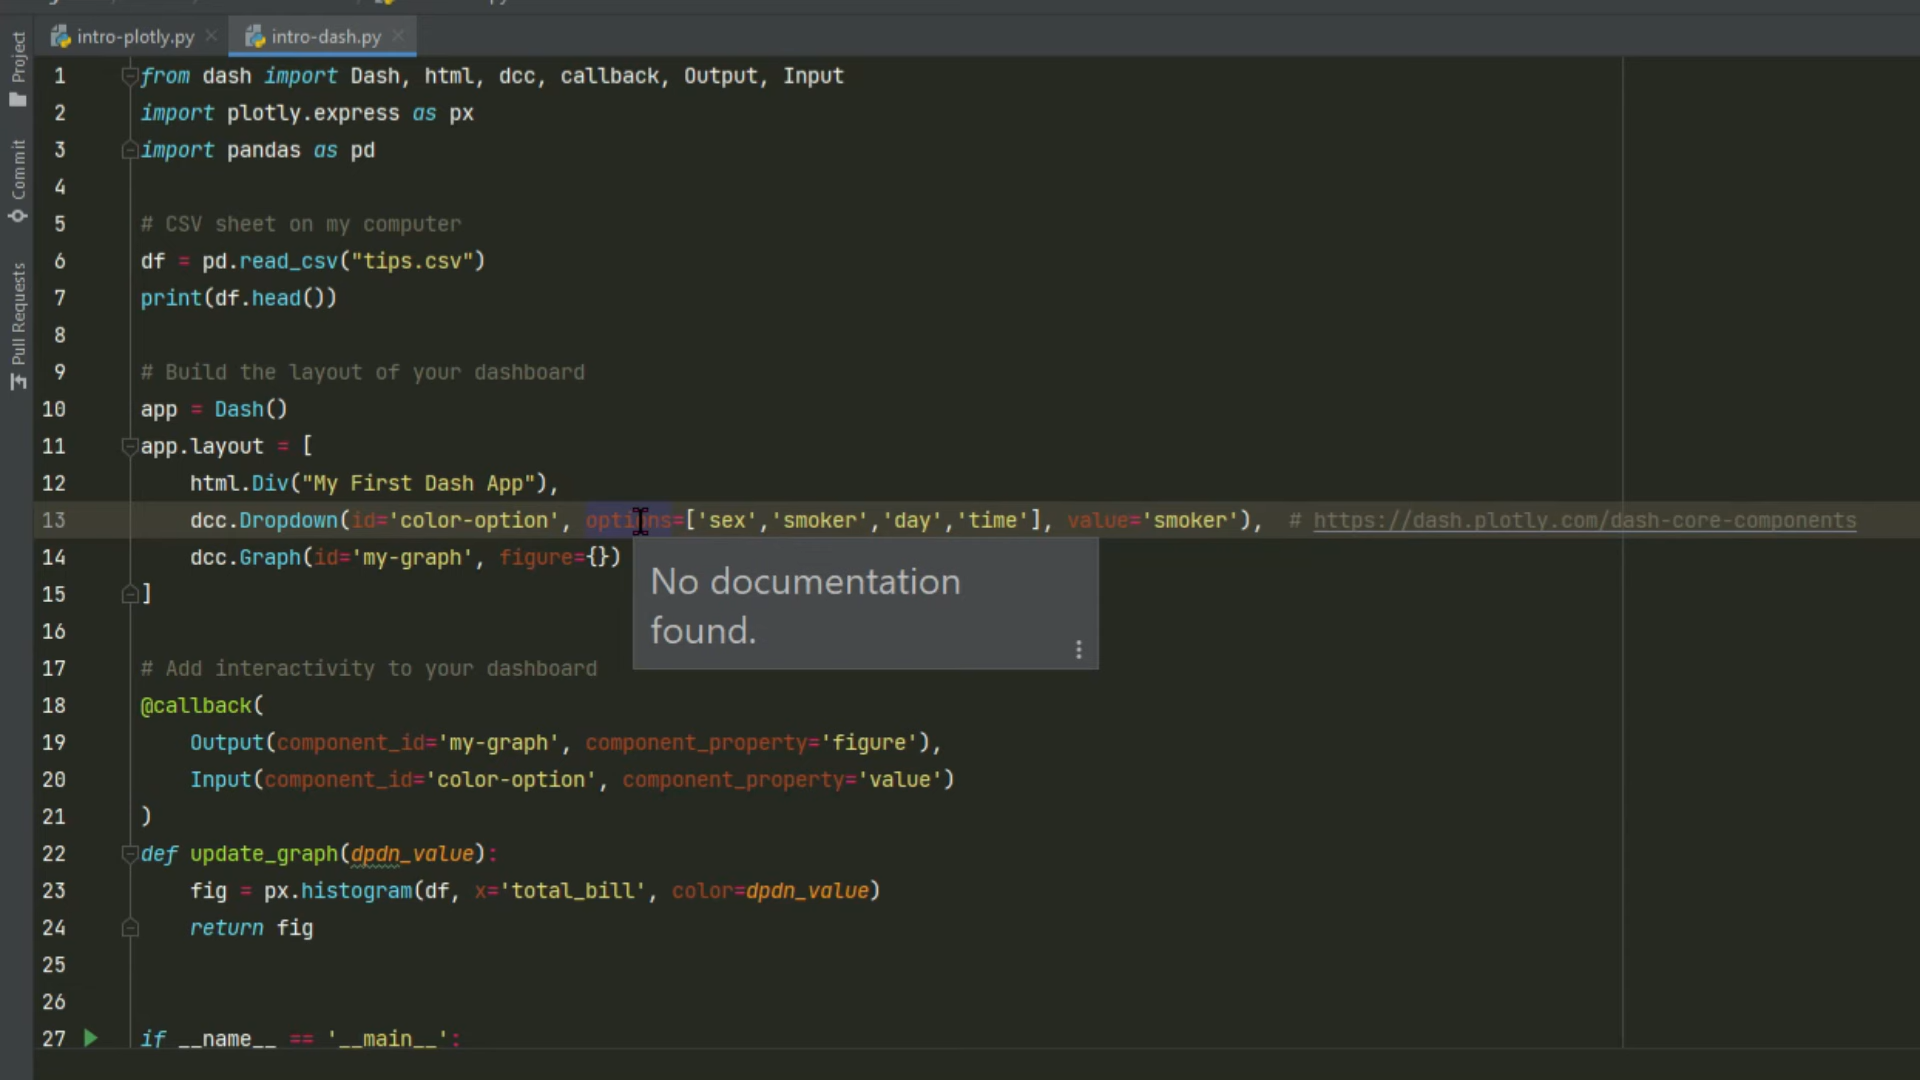 intro-plotly.py
intro-dash.py
Project
Commit
Pull Requests
1 from dash import Dash, html, dcc, callback, Output, Input
2 import plotly.express as px
3 import pandas as pd
4
5 # CSV sheet on my computer
6 df = pd.read_csv("tips.csv")
7 print(df.head())
8
9 # Build the layout of your dashboard
10 app = Dash()
11 app.layout = [
12 html.Div("My First Dash App"),
13 dcc.Dropdown(id='color-option', options=['sex','smoker','day','time'], value='smoker'), # https://dash.plotly.com/dash-core-components
14 dcc.Graph(id='my-graph', figure={})
No documentation
found.
15 ]
16
17 # Add interactivity to your dashboard
18 @callback(
19 Output(component_id='my-graph', component_property='figure'),
20 Input(component_id='color-option', component_property='value')
21 )
22 def update_graph(dpdn_value):
23 fig = px.histogram(df, x='total_bill', color=dpdn_value)
24 return fig
25
26
27 if __name__ == '__main__':